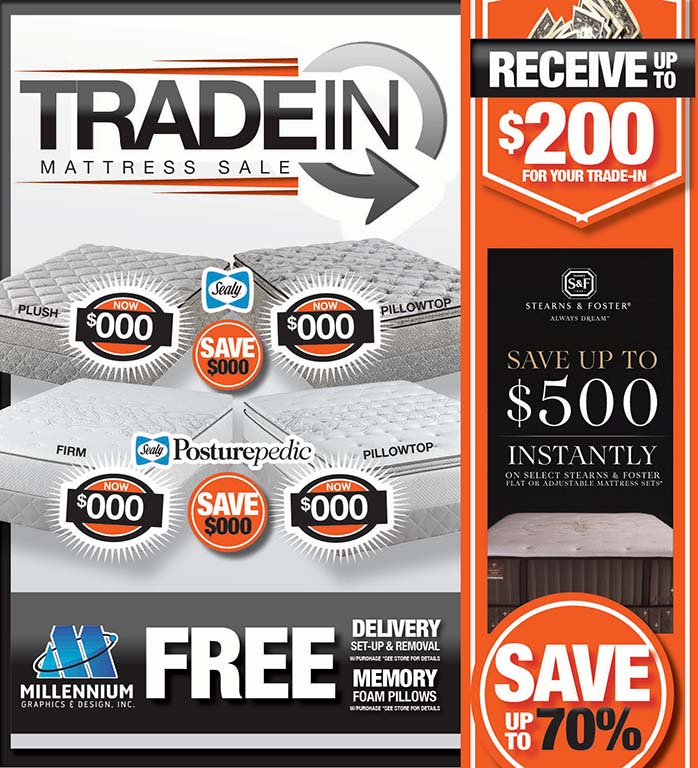 TRADEIN
MATTRESS SALE
PLUSH
NOW
$000
Sealy
SAVE
$000
NOW
$000
PILLOWTOP
FIRM
NOW
$000
Sealy Posturepedic
SAVE
$000
NOW
$000
PILLOWTOP
MILLENNIUM
GRAPHICS & DESIGN, INC.
FREE
DELIVERY
SET-UP & REMOVAL
W/PURCHASE *SEE STORE FOR DETAILS
MEMORY
FOAM PILLOWS
W/PURCHASE *SEE STORE FOR DETAILS
RECEIVE UP TO
$200
FOR YOUR TRADE-IN
S&F
STEARNS & FOSTER®
ALWAYS DREAM™
SAVE UP TO
$500
INSTANTLY
ON SELECT STEARNS & FOSTER
FLAT OR ADJUSTABLE MATTRESS SETS*
SAVE
UP TO 70%